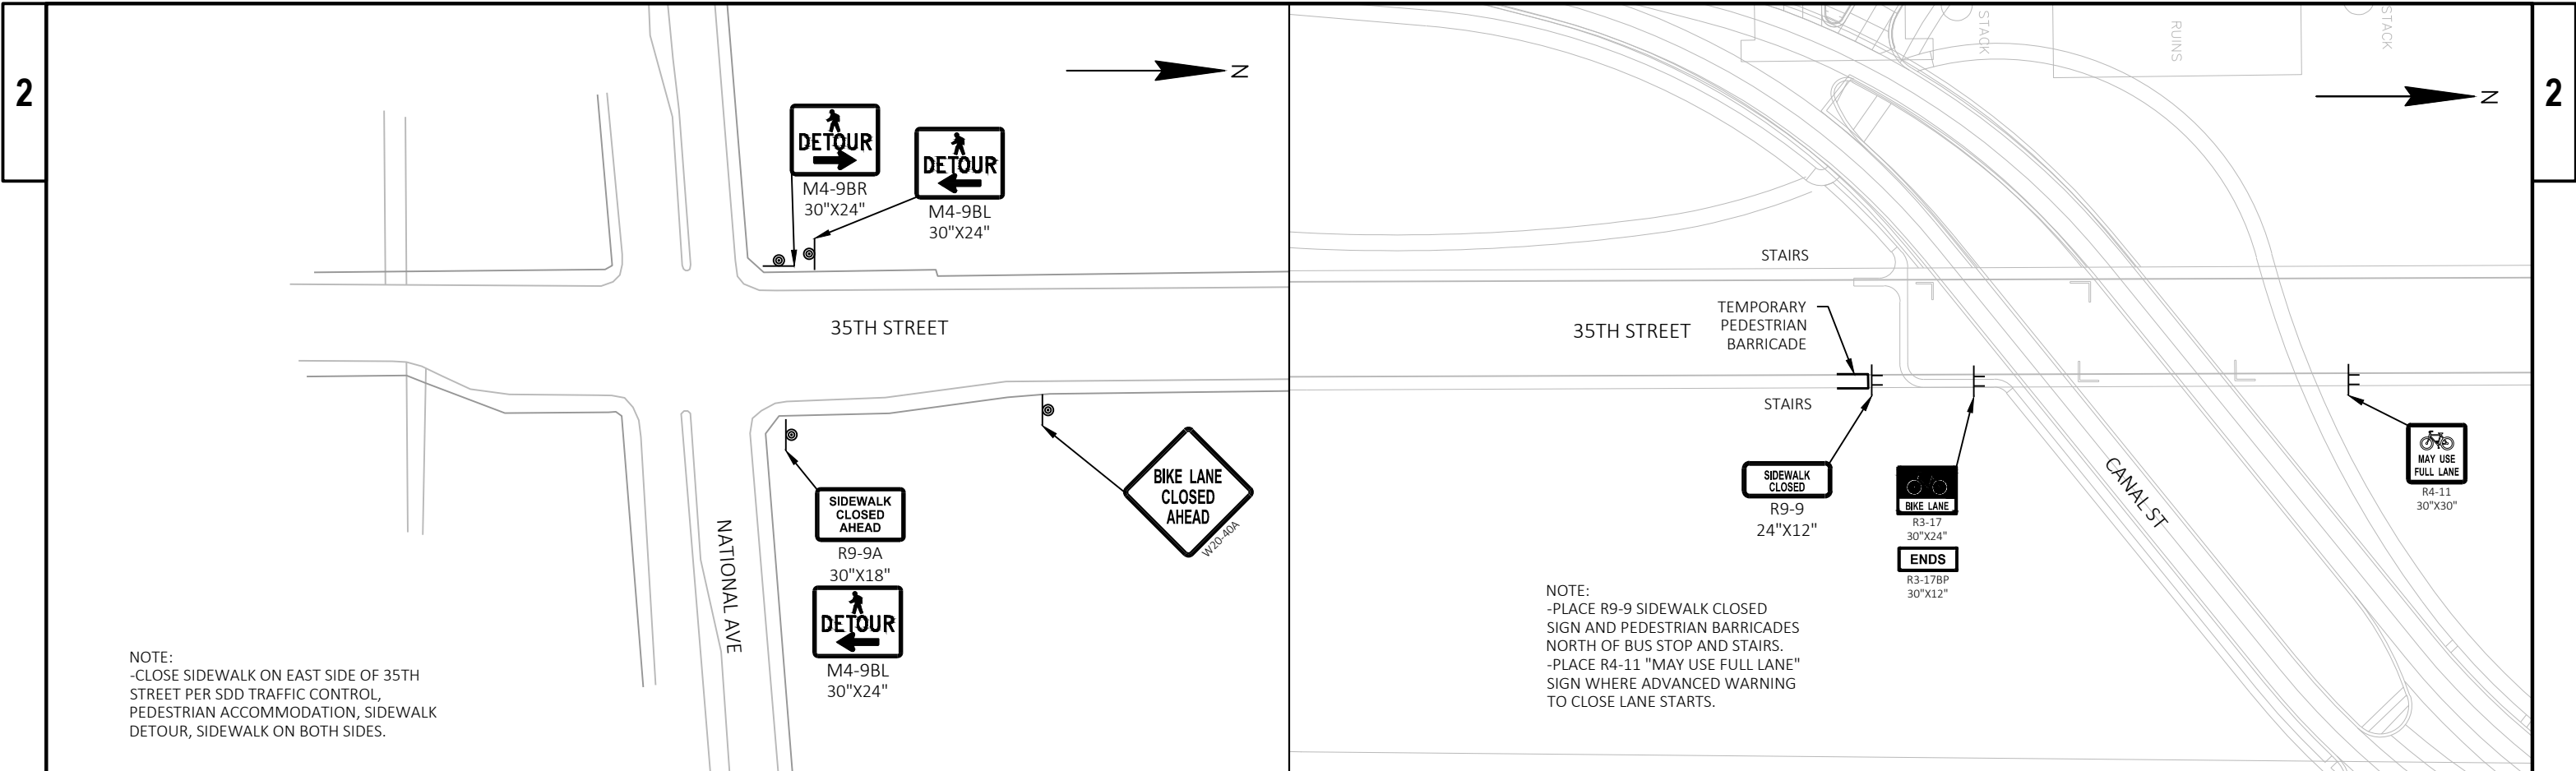 2
N
DETOUR
M4-9BR
30"X24"
DETOUR
M4-9BL
30"X24"
35TH STREET
SIDEWALK
CLOSED
AHEAD
R9-9A
30"X18"
DETOUR
M4-9BL
30"X24"
NATIONAL AVE
BIKE LANE
CLOSED
AHEAD
W20-40A
NOTE:
-CLOSE SIDEWALK ON EAST SIDE OF 35TH
STREET PER SDD TRAFFIC CONTROL,
PEDESTRIAN ACCOMMODATION, SIDEWALK
DETOUR, SIDEWALK ON BOTH SIDES.
STACK
RUINS
STACK
N
2
STAIRS
TEMPORARY
PEDESTRIAN
BARRICADE
35TH STREET
STAIRS
SIDEWALK
CLOSED
R9-9
24"X12"
BIKE LANE
R3-17
30"X24"
ENDS
R3-17BP
30"X12"
CANAL ST
MAY USE
FULL LANE
R4-11
30"X30"
NOTE:
-PLACE R9-9 SIDEWALK CLOSED
SIGN AND PEDESTRIAN BARRICADES
NORTH OF BUS STOP AND STAIRS.
-PLACE R4-11 "MAY USE FULL LANE"
SIGN WHERE ADVANCED WARNING
TO CLOSE LANE STARTS.